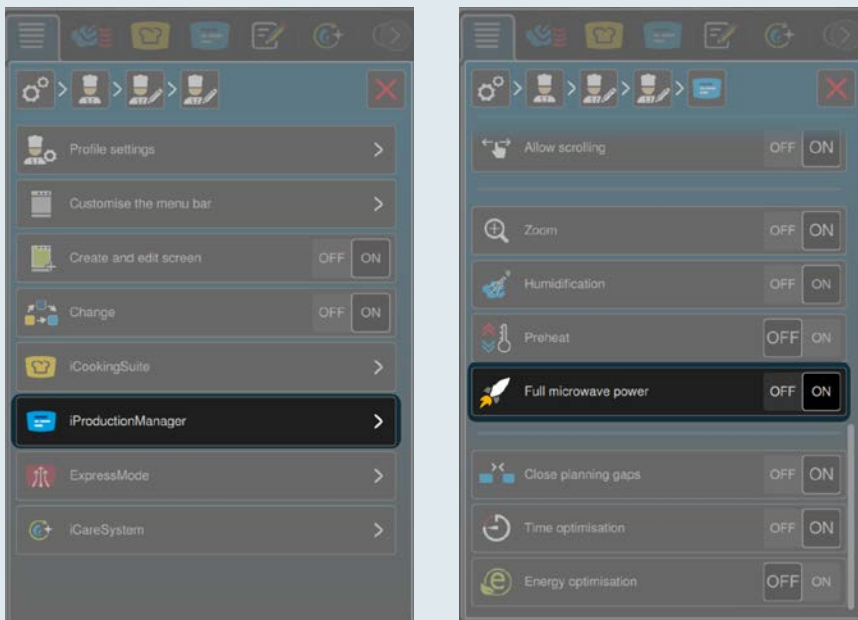 Profile settings
Customise the menu bar
Create and edit screen OFF ON
Change OFF ON
iCookingSuite
iProductionManager
ExpressMode
iCareSystem
Allow scrolling OFF ON
Zoom OFF ON
Humidification OFF ON
Preheat OFF ON
Full microwave power OFF ON
Close planning gaps OFF ON
Time optimisation OFF ON
Energy optimisation OFF ON